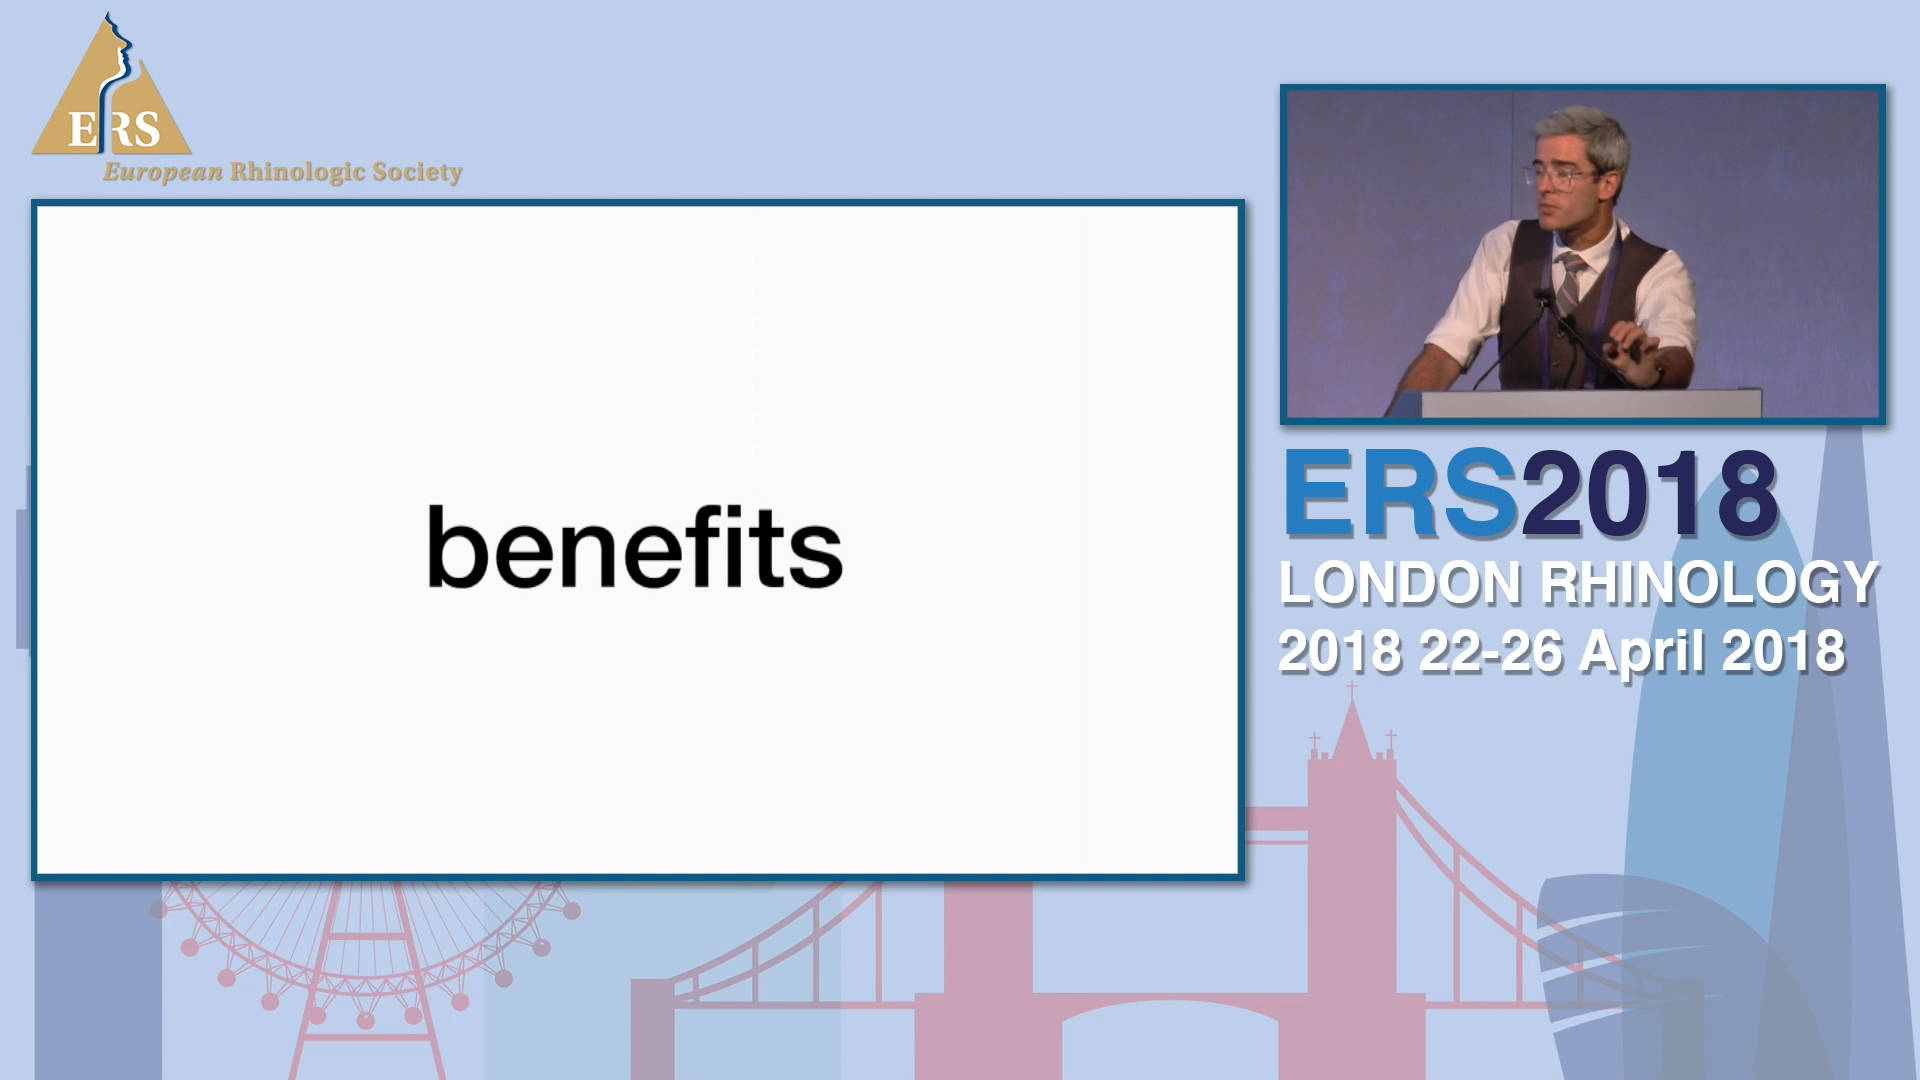 ERS
European Rhinologic Society
benefits
ERS2018
LONDON RHINOLOGY
2018 22-26 April 2018